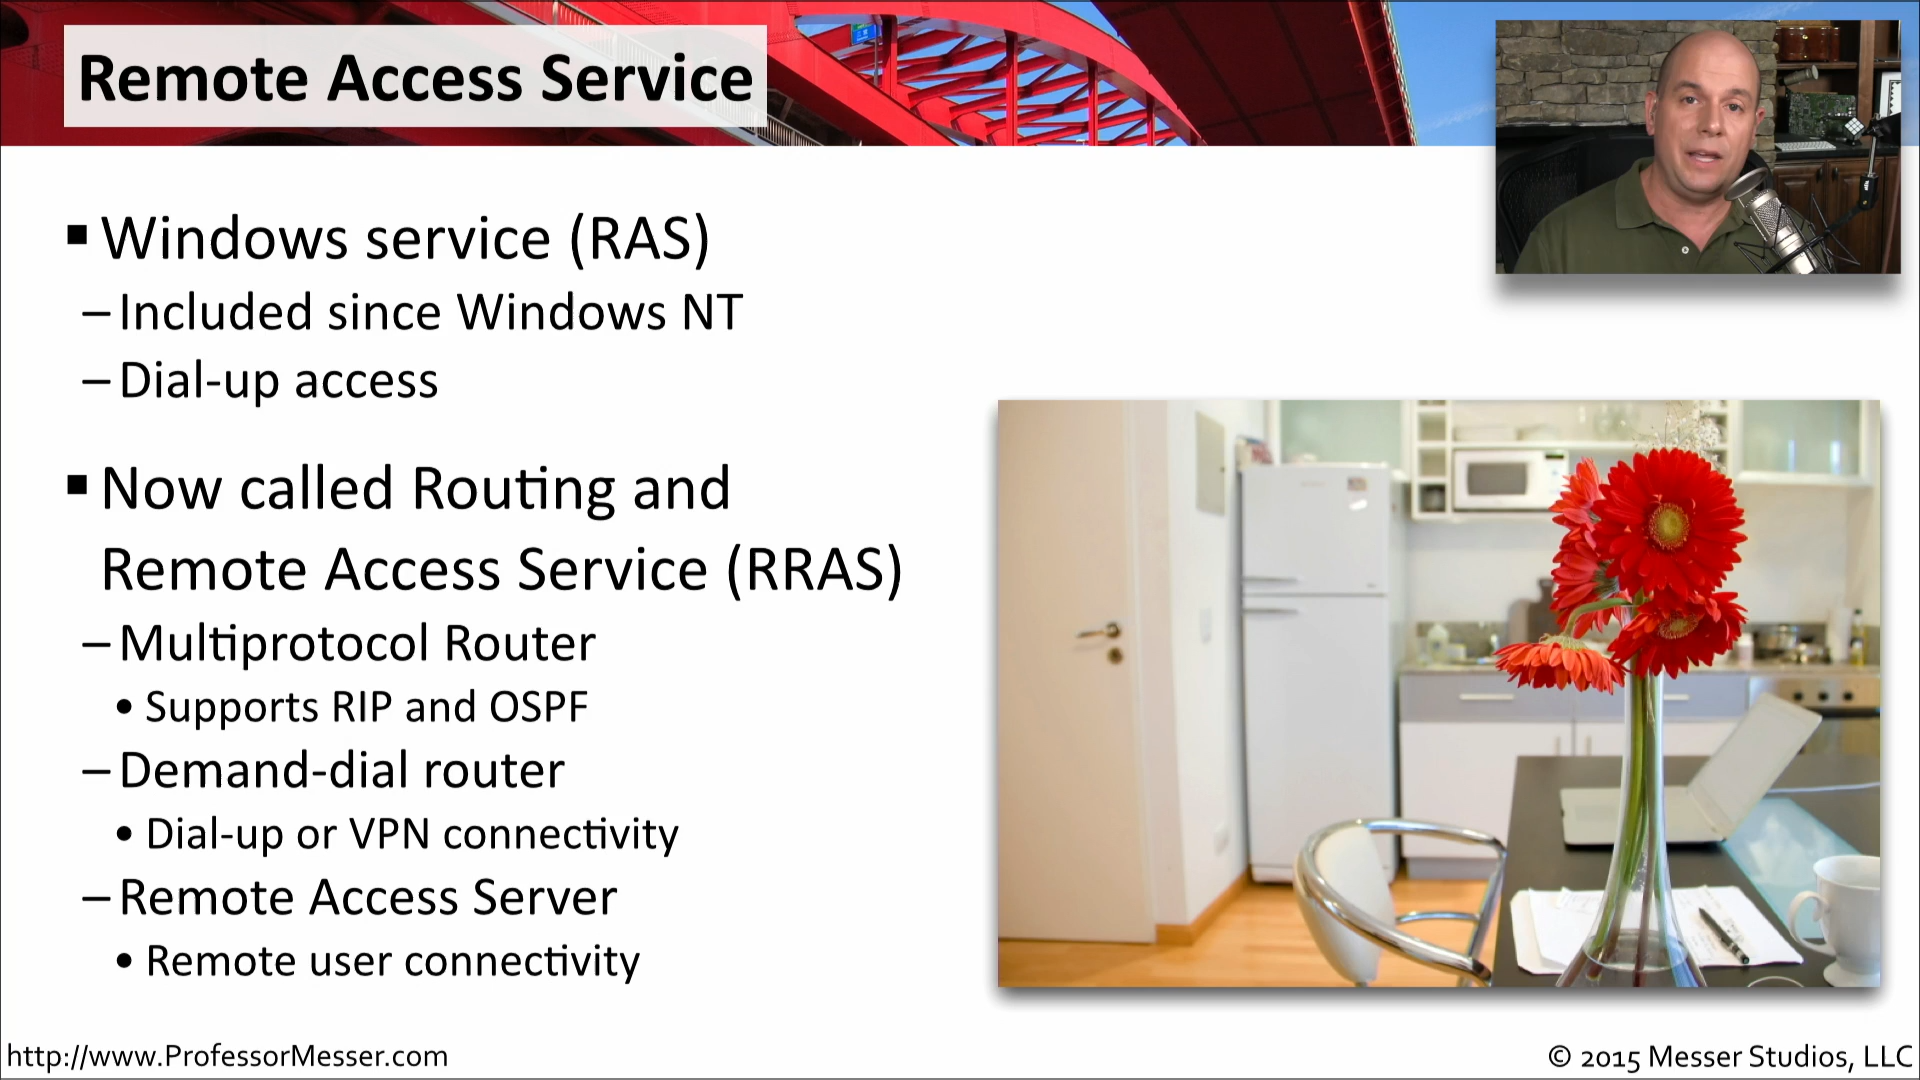 Remote Access Service
▪ Windows service (RAS)
– Included since Windows NT
– Dial-up access
▪ Now called Routing and
Remote Access Service (RRAS)
– Multiprotocol Router
• Supports RIP and OSPF
– Demand-dial router
• Dial-up or VPN connectivity
– Remote Access Server
• Remote user connectivity
http://www.ProfessorMesser.com
© 2015 Messer Studios, LLC